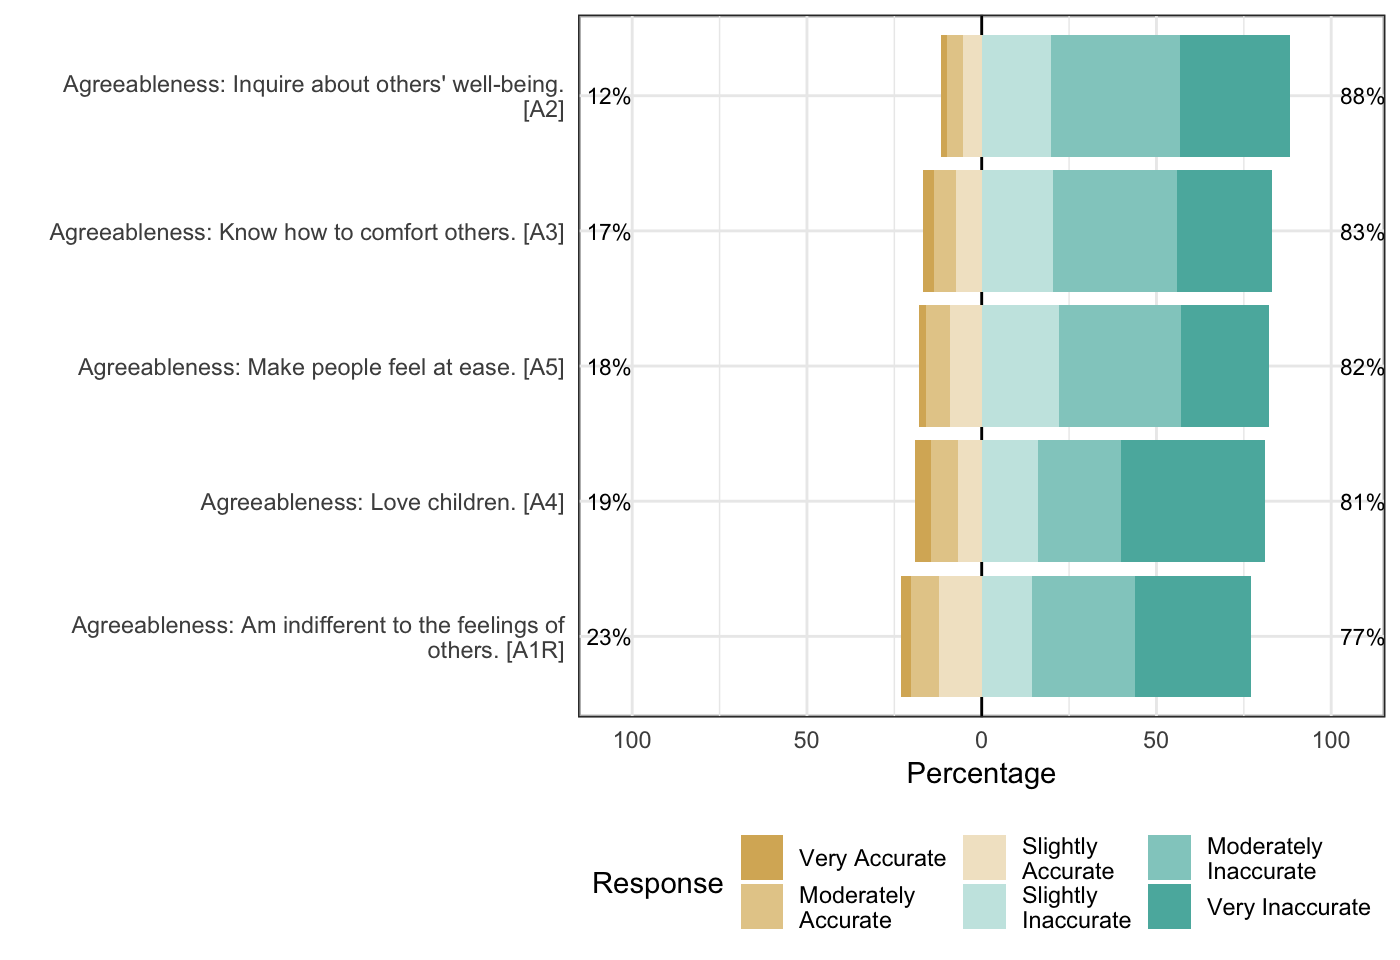 Agreeableness: Inquire about others' well-being.
[A2]
12%
88%
Agreeableness: Know how to comfort others. [A3]
17%
83%
Agreeableness: Make people feel at ease. [A5]
18%
82%
Agreeableness: Love children. [A4]
19%
81%
Agreeableness: Am indifferent to the feelings of
others. [A1R]
23%
77%
100
50
0
50
100
Percentage
Response
Very Accurate
Moderately
Accurate
Slightly
Accurate
Slightly
Inaccurate
Moderately
Inaccurate
Very Inaccurate